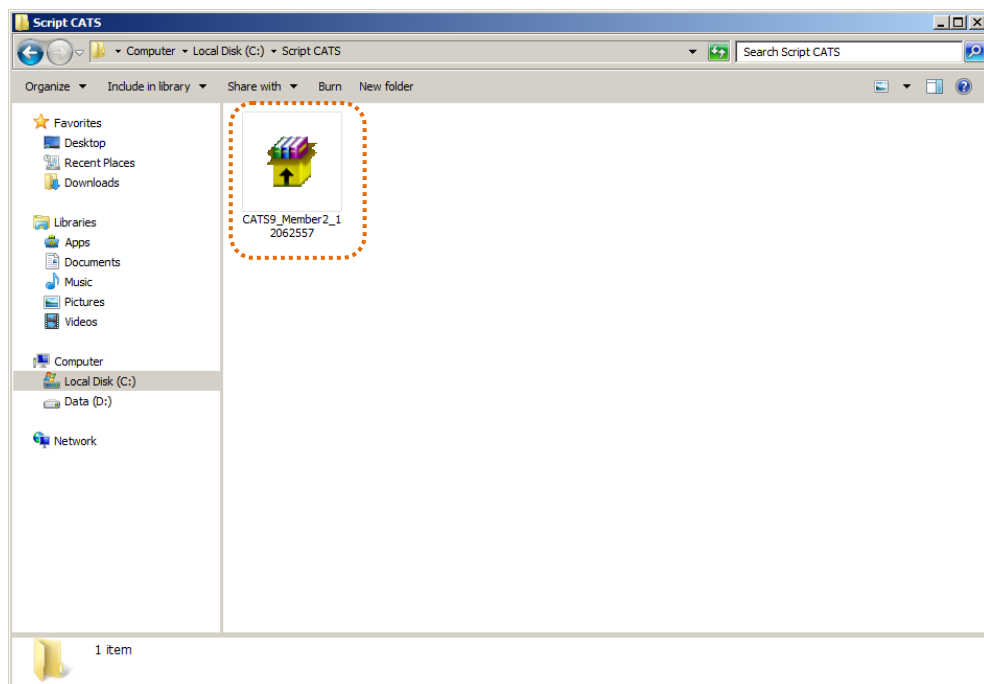 Script CATS
Computer Local Disk (C:) Script CATS
Search Script CATS
Organize Include in library Share with Burn New folder
Favorites
Desktop
Recent Places
Downloads
Libraries
Apps
Documents
Music
Pictures
Videos
Computer
Local Disk (C:)
Data (D:)
Network
CATS9_Member2_1
2062557
1 item